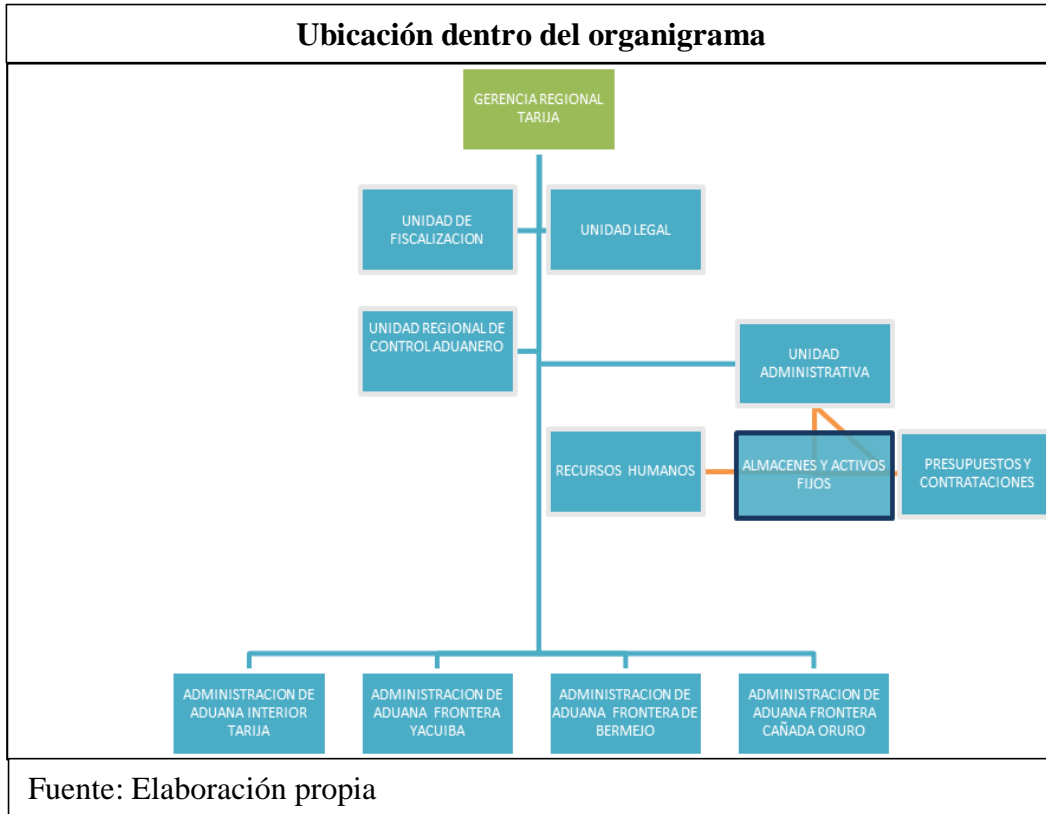 Ubicación dentro del organigrama
GERENCIA REGIONAL
TARIJA
UNIDAD DE
FISCALIZACION
UNIDAD LEGAL
UNIDAD REGIONAL DE
CONTROL ADUANERO
UNIDAD
ADMINISTRATIVA
RECURSOS HUMANOS
ALMACENES Y ACTIVOS
FIJOS
PRESUPUESTOS Y
CONTRATACIONES
ADMINISTRACION DE
ADUANA INTERIOR
TARIJA
ADMINISTRACION DE
ADUANA FRONTERA
YACUIBA
ADMINISTRACION DE
ADUANA FRONTERA DE
BERMEJO
ADMINISTRACION DE
ADUANA FRONTERA
CAÑADA ORURO
Fuente: Elaboración propia